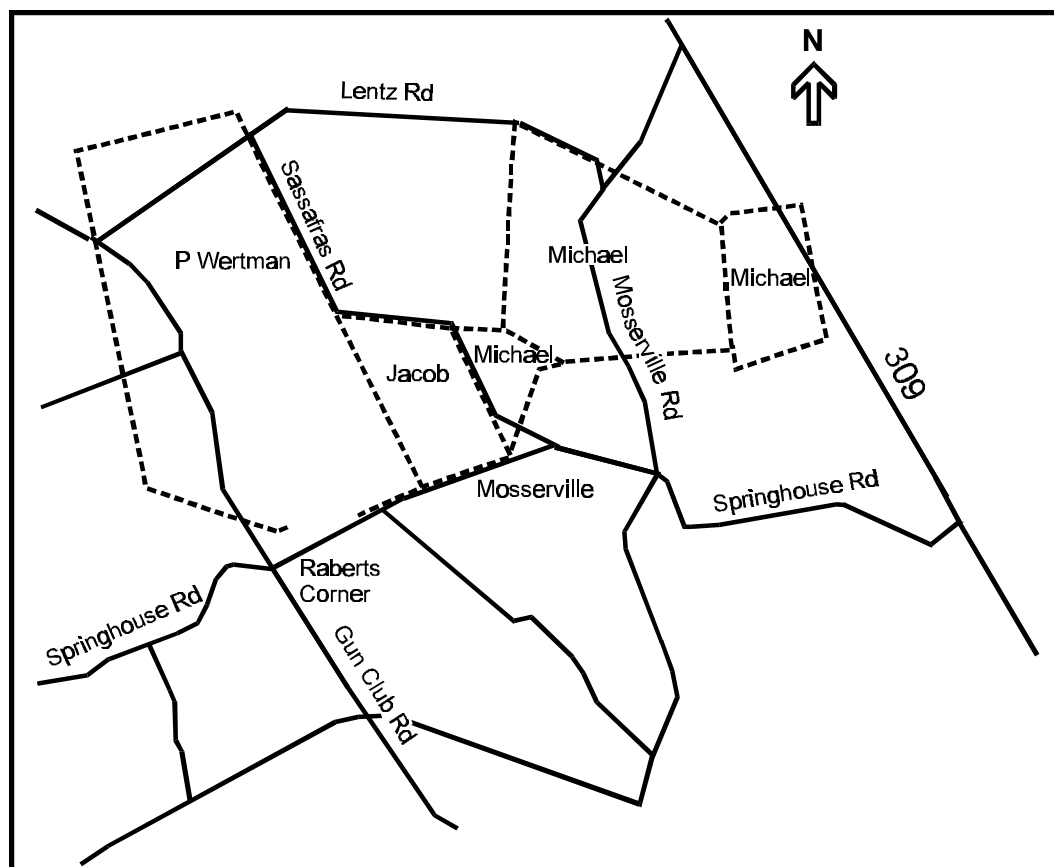 N
Lentz Rd
Sassafras Rd
P Wertman
Michael
Michael
Mosserville Rd
Michael
Jacob
309
Mosserville
Springhouse Rd
Raberts
Corner
Springhouse Rd
Gun Club Rd